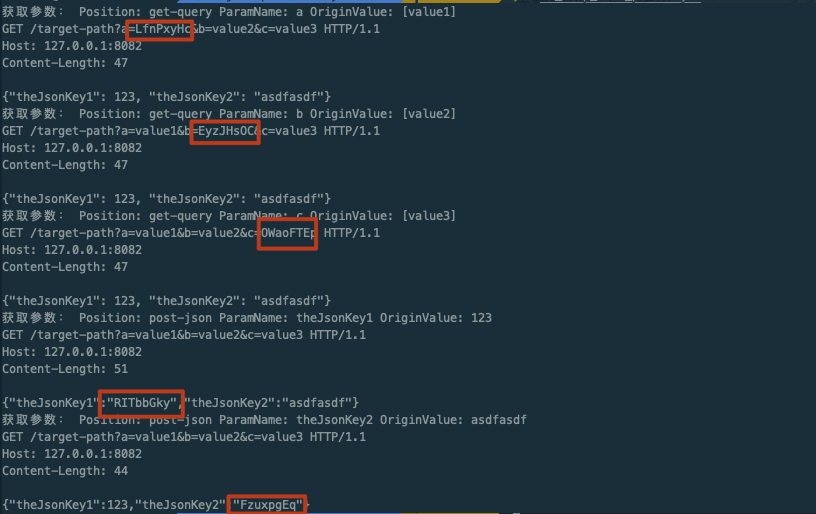 获取参数： Position: get-query ParamName: a OriginValue: [value1]
GET /target-path?a=LfnPxyHc&b=value2&c=value3 HTTP/1.1
Host: 127.0.0.1:8082
Content-Length: 47
{"theJsonKey1": 123, "theJsonKey2": "asdfasdf"}
获取参数： Position: get-query ParamName: b OriginValue: [value2]
GET /target-path?a=value1&b=EyzJHsOC&c=value3 HTTP/1.1
Host: 127.0.0.1:8082
Content-Length: 47
{"theJsonKey1": 123, "theJsonKey2": "asdfasdf"}
获取参数： Position: get-query ParamName: c OriginValue: [value3]
GET /target-path?a=value1&b=value2&c=OWaoFTEp HTTP/1.1
Host: 127.0.0.1:8082
Content-Length: 47
{"theJsonKey1": 123, "theJsonKey2": "asdfasdf"}
获取参数： Position: post-json ParamName: theJsonKey1 OriginValue: 123
GET /target-path?a=value1&b=value2&c=value3 HTTP/1.1
Host: 127.0.0.1:8082
Content-Length: 51
{"theJsonKey1":"RITbbGky","theJsonKey2":"asdfasdf"}
获取参数： Position: post-json ParamName: theJsonKey2 OriginValue: asdfasdf
GET /target-path?a=value1&b=value2&c=value3 HTTP/1.1
Host: 127.0.0.1:8082
Content-Length: 44
{"theJsonKey1":123,"theJsonKey2":"FzuxpgEq"}